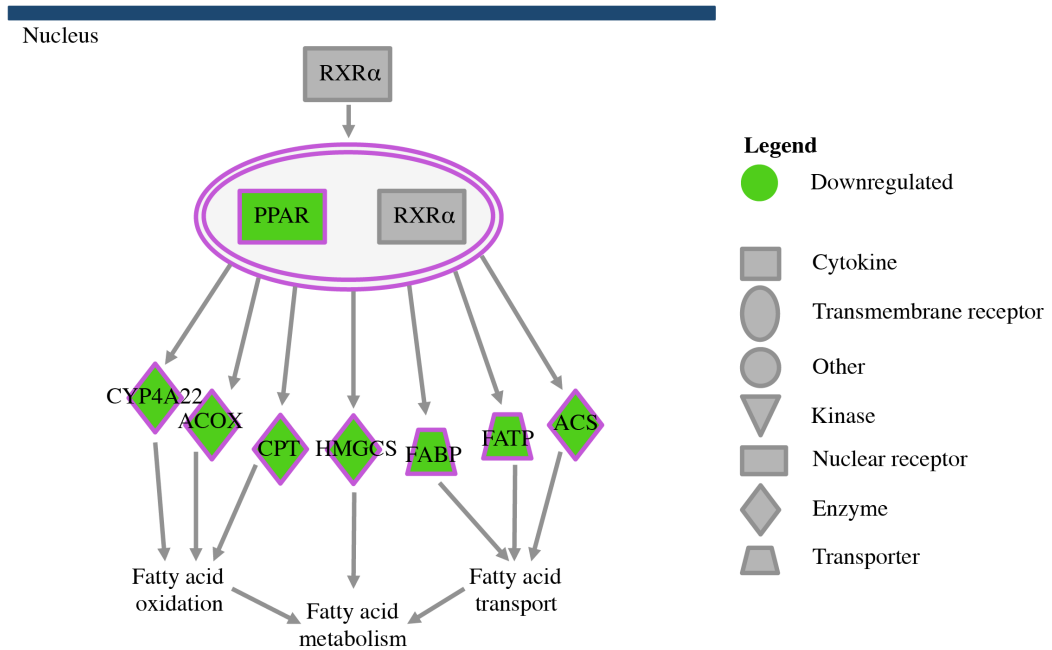 Nucleus
RXRα
PPAR
RXRα
CYP4A22
ACOX
CPT
HMGCS
FABP
FATP
ACS
Fatty acid
oxidation
Fatty acid
metabolism
Fatty acid
transport
Legend
Downregulated
Cytokine
Transmembrane receptor
Other
Kinase
Nuclear receptor
Enzyme
Transporter